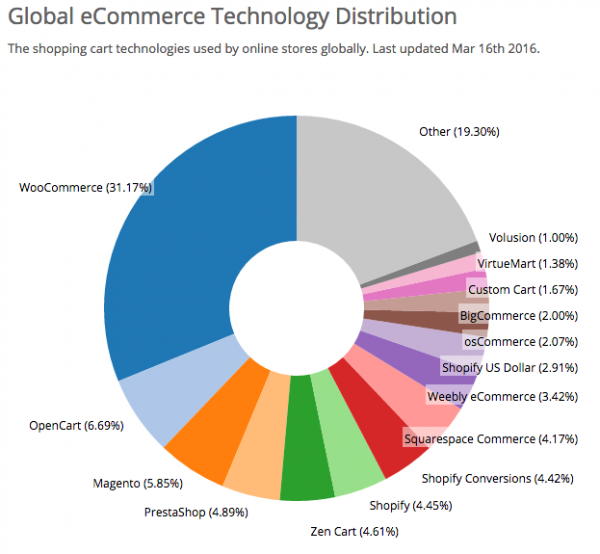 Global eCommerce Technology Distribution
The shopping cart technologies used by online stores globally. Last updated Mar 16th 2016.
Other (19.30%)
WooCommerce (31.17%)
Volusion (1.00%)
VirtueMart (1.38%)
Custom Cart (1.67%)
BigCommerce (2.00%)
osCommerce (2.07%)
Shopify US Dollar (2.91%)
Weebly eCommerce (3.42%)
OpenCart (6.69%)
Squarespace Commerce (4.17%)
Shopify Conversions (4.42%)
Magento (5.85%)
Shopify (4.45%)
PrestaShop (4.89%)
Zen Cart (4.61%)